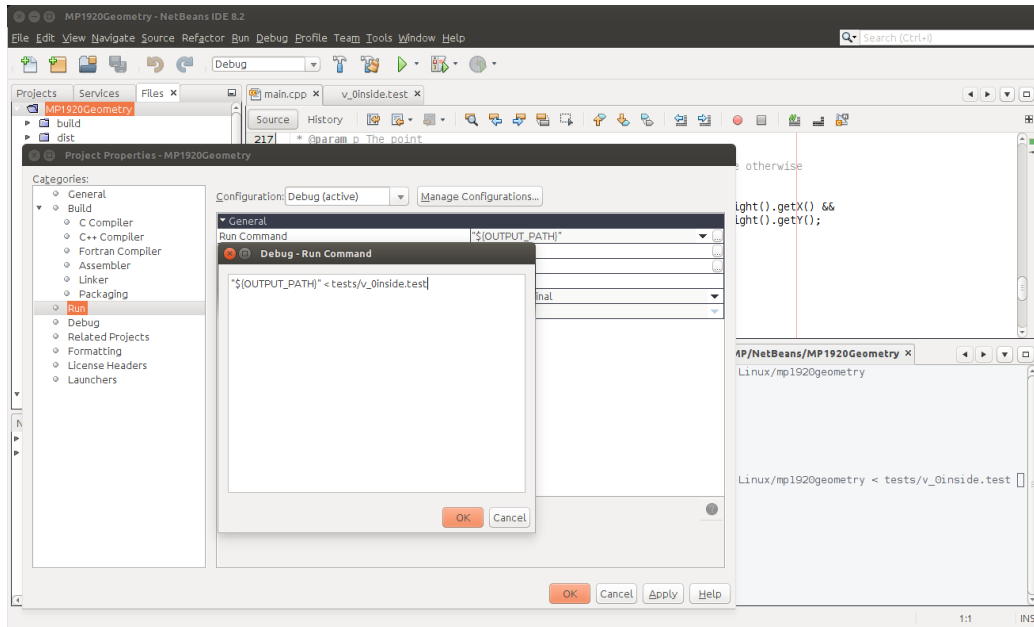 MP1920Geometry - NetBeans IDE 8.2
File Edit View Navigate Source Refactor Run Debug Profile Team Tools Window Help
Search (Ctrl+I)
Debug
Projects Services Files
main.cpp v_0inside.test
MP1920Geometry
build
dist
Source History
217 * @param p The point
Project Properties - MP1920Geometry
e otherwise
ight().getX() &&
ight().getY();
Categories:
General
Build
C Compiler
C++ Compiler
Fortran Compiler
Assembler
Linker
Packaging
Run
Debug
Related Projects
Formatting
License Headers
Launchers
Configuration: Debug (active) Manage Configurations...
General
Run Command "${OUTPUT_PATH}"
inal
Debug - Run Command
"${OUTPUT_PATH}" < tests/v_0inside.test
OK Cancel
MP/NetBeans/MP1920Geometry
Linux/mp1920geometry
Linux/mp1920geometry < tests/v_0inside.test
OK Cancel Apply Help
1:1 INS